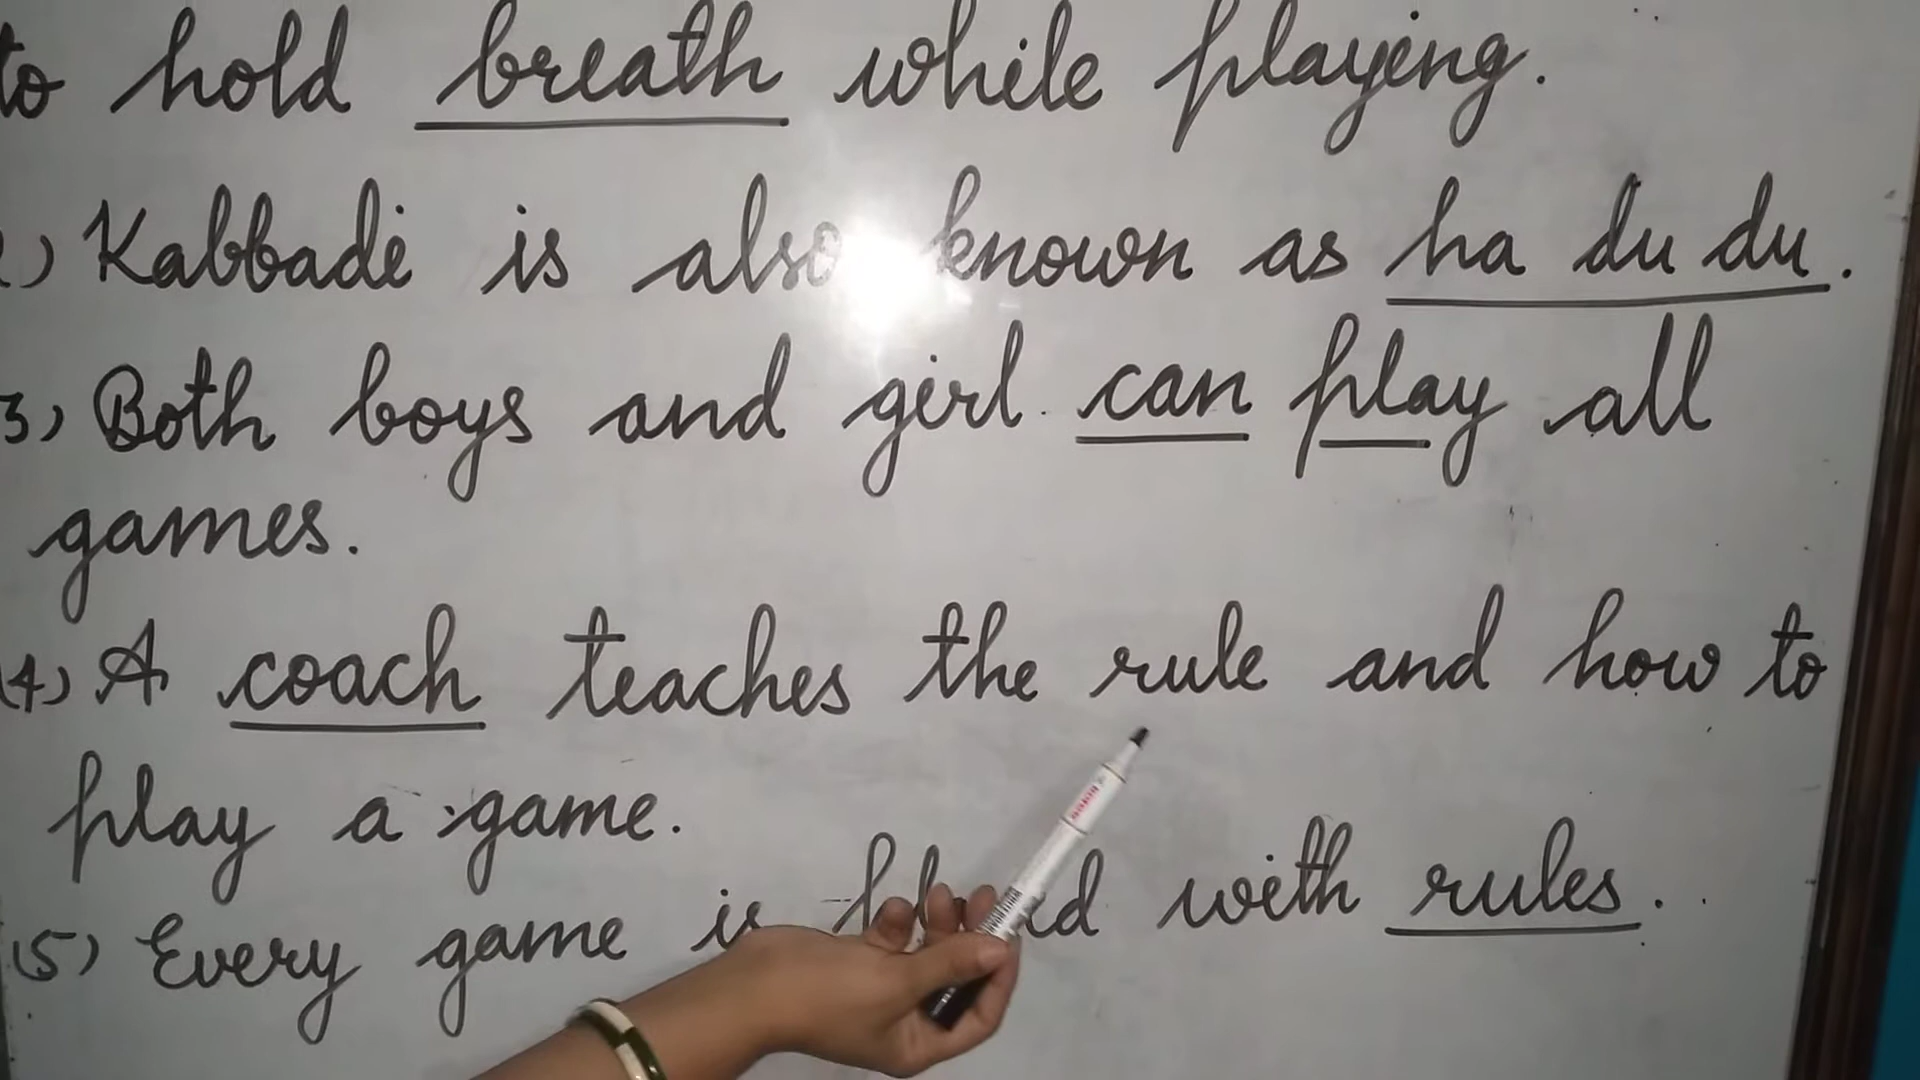 to hold breath while playing.
2) Kabbadi is also known as ha du du.
3) Both boys and girl can play all
games.
(4) A coach teaches the rule and how to
play a game.
(5) Every game is with rules.